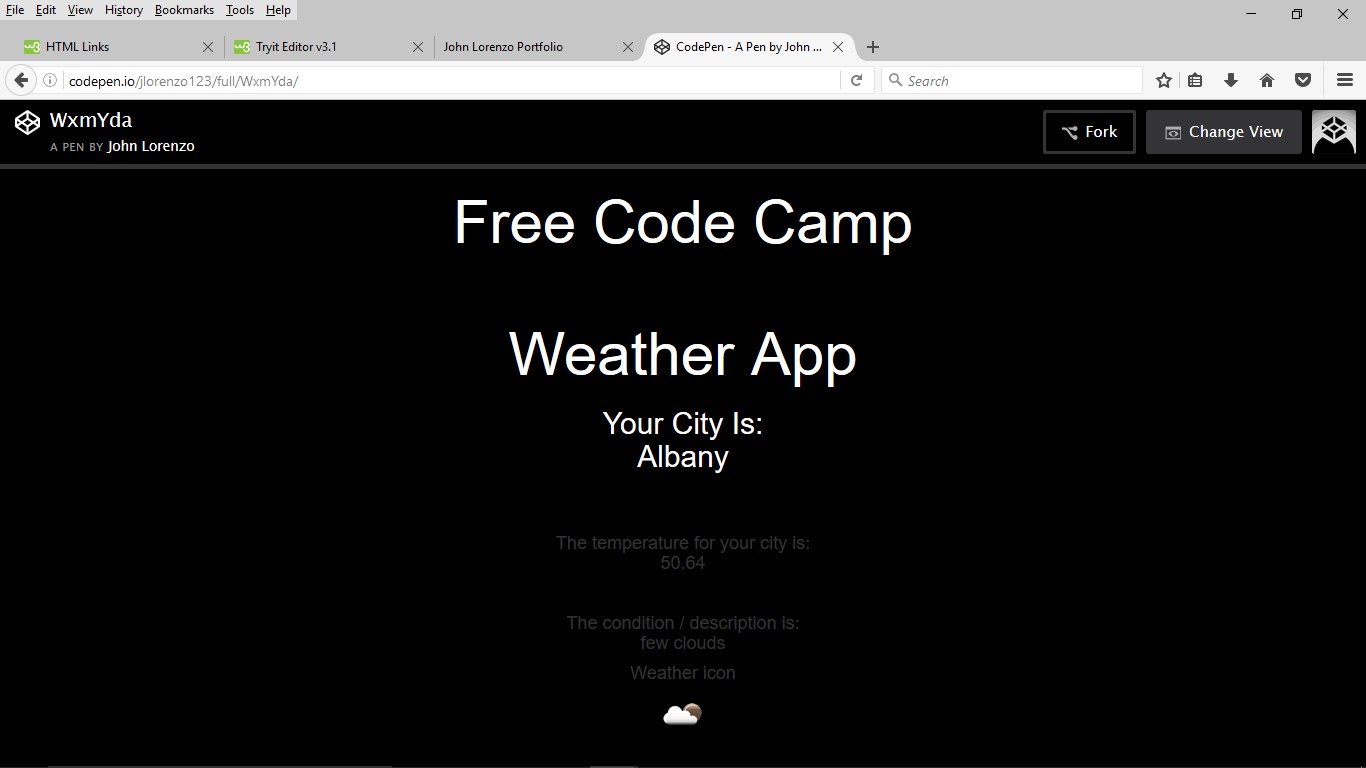 File Edit View History Bookmarks Tools Help
w3 HTML Links
w3 Tryit Editor v3.1
John Lorenzo Portfolio
CodePen - A Pen by John ...
codepen.io/jlorenzo123/full/WxmYda/
Search
WxmYda
A PEN BY John Lorenzo
Fork
Change View
Free Code Camp
Weather App
Your City Is:
Albany
The temperature for your city is:
50.64
The condition / description is:
few clouds
Weather icon